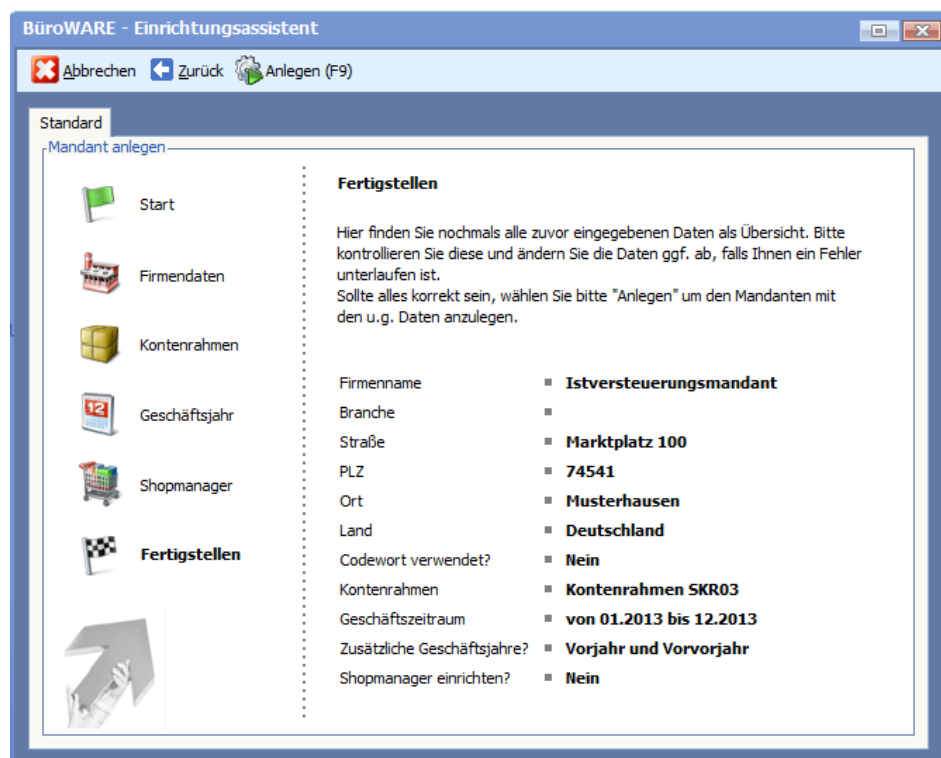 BüroWARE - Einrichtungsassistent
Abbrechen Zurück Anlegen (F9)
Standard
Mandant anlegen
Start
Firmendaten
Kontenrahmen
12
Geschäftsjahr
Shopmanager
Fertigstellen
Fertigstellen
Hier finden Sie nochmals alle zuvor eingegebenen Daten als Übersicht. Bitte
kontrollieren Sie diese und ändern Sie die Daten ggf. ab, falls Ihnen ein Fehler
unterlaufen ist.
Sollte alles korrekt sein, wählen Sie bitte "Anlegen" um den Mandanten mit
den u.g. Daten anzulegen.
Firmenname Istversteuerungsmandant
Branche
Straße Marktplatz 100
PLZ 74541
Ort Musterhausen
Land Deutschland
Codewort verwendet? Nein
Kontenrahmen Kontenrahmen SKR03
Geschäftszeitraum von 01.2013 bis 12.2013
Zusätzliche Geschäftsjahre? Vorjahr und Vorvorjahr
Shopmanager einrichten? Nein